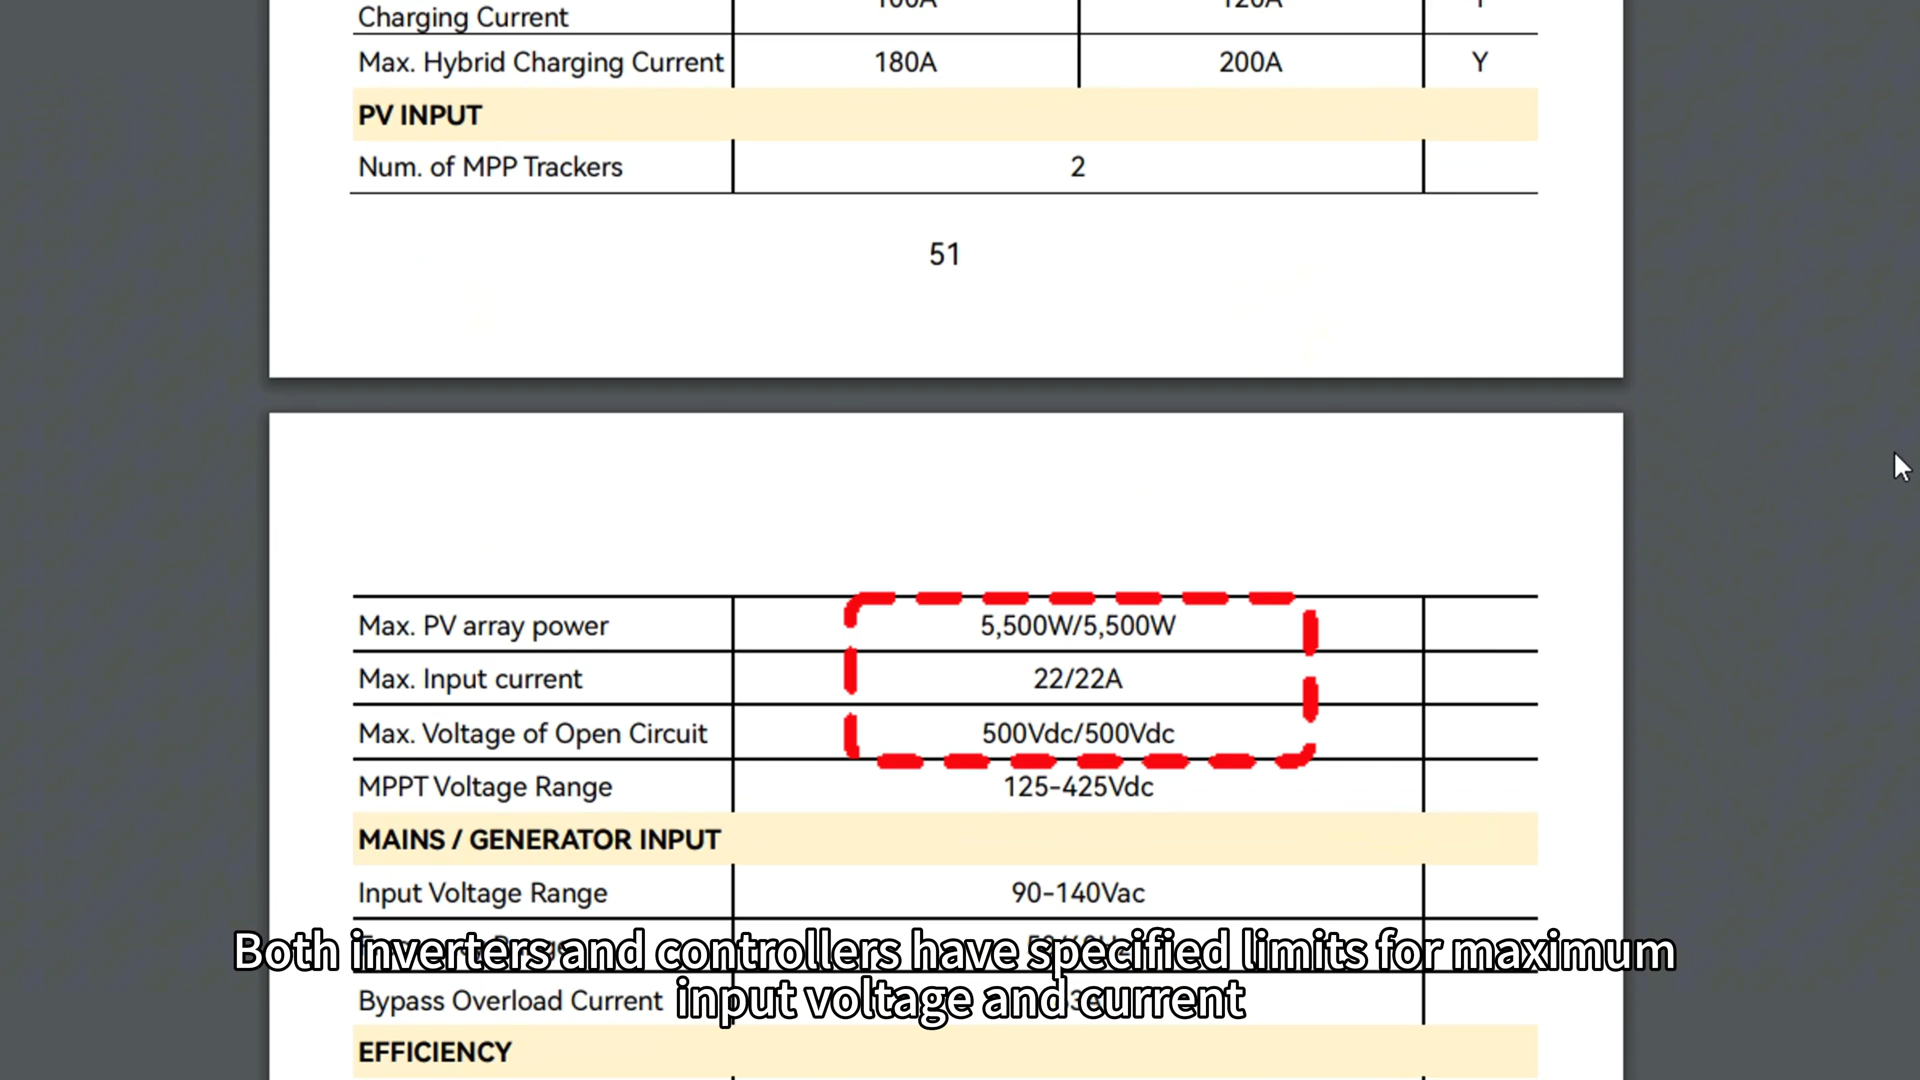 Charging Current
Max. Hybrid Charging Current 180A 200A Y
PV INPUT
Num. of MPP Trackers 2
51
Max. PV array power 5,500W/5,500W
Max. Input current 22/22A
Max. Voltage of Open Circuit 500Vdc/500Vdc
MPPT Voltage Range 125-425Vdc
MAINS / GENERATOR INPUT
Input Voltage Range 90-140Vac
Both inverters and controllers have specified limits for maximum
input voltage and current
Bypass Overload Current
EFFICIENCY